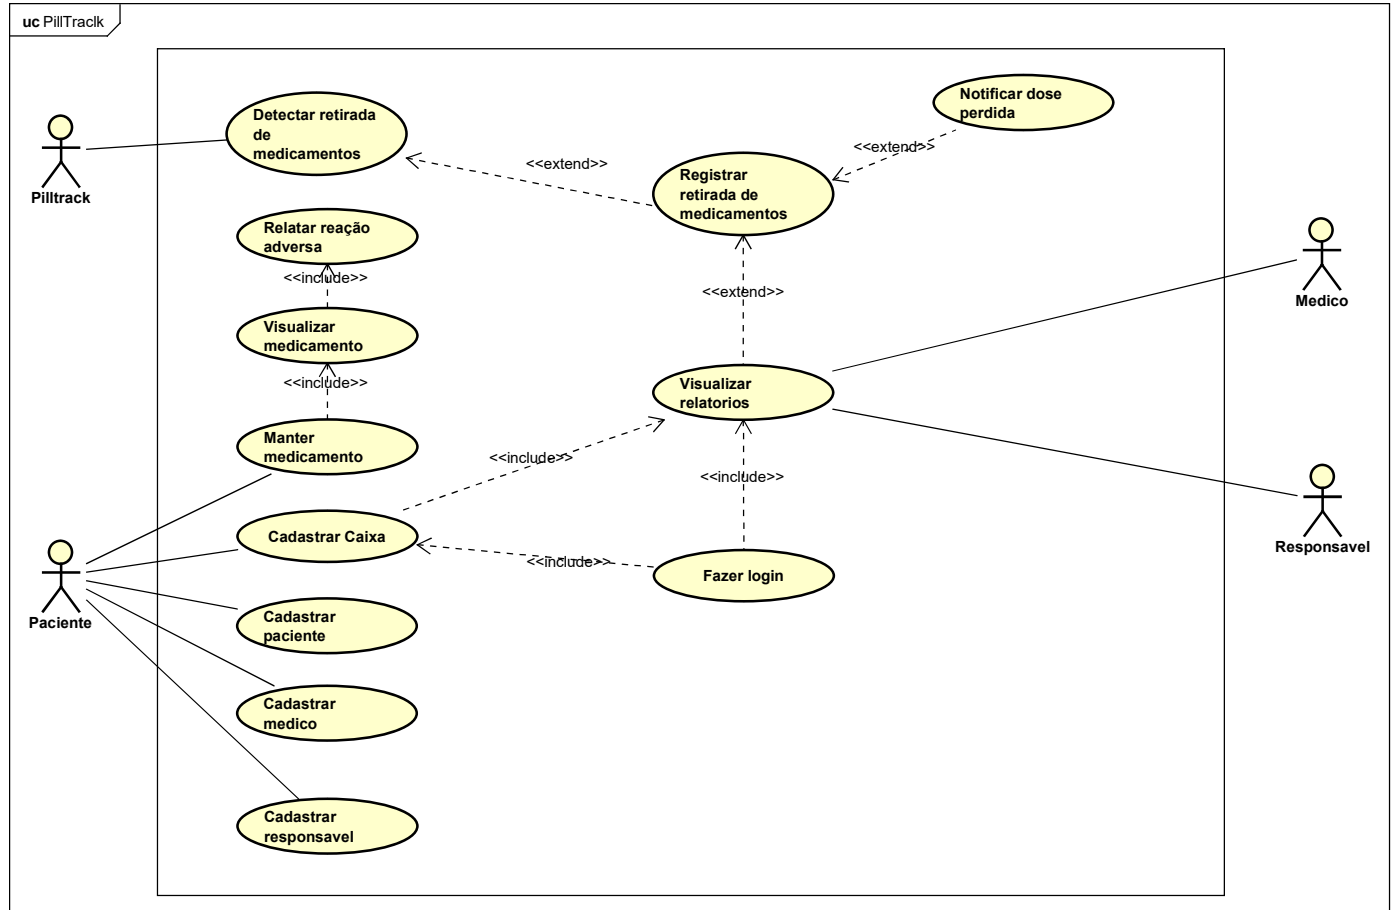 uc PillTraclk
Detectar retirada
de
medicamentos
Notificar dose
perdida
<<extend>>
<<extend>>
Registrar
retirada de
medicamentos
Pilltrack
Relatar reação
adversa
<<include>>
<<extend>>
Medico
Visualizar
medicamento
<<include>>
Visualizar
relatorios
Manter
medicamento
<<include>>
<<include>>
Cadastrar Caixa
Responsavel
<<include>>
Fazer login
Paciente
Cadastrar
paciente
Cadastrar
medico
Cadastrar
responsavel